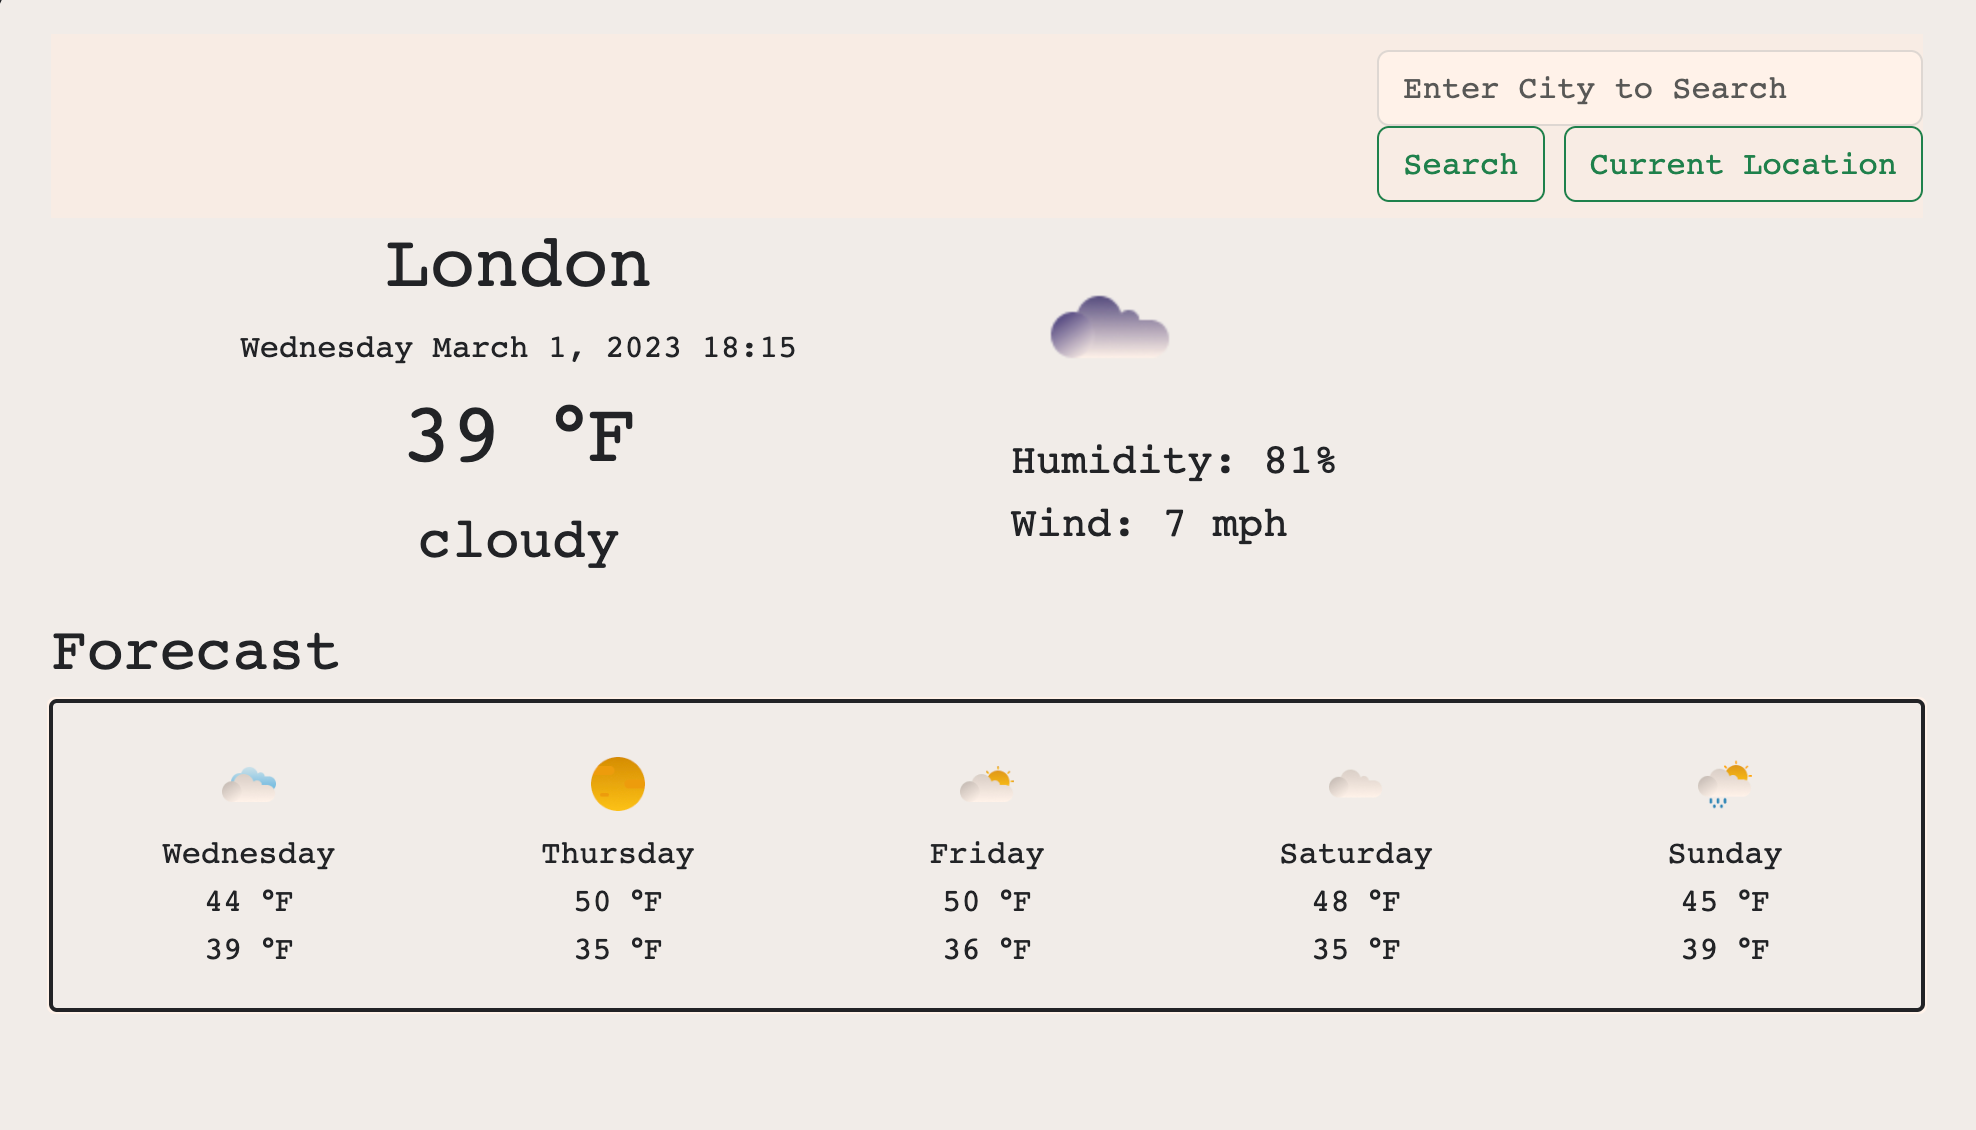 Enter City to Search
Search Current Location
London
Wednesday March 1, 2023 18:15
39 °F
cloudy
Humidity: 81%
Wind: 7 mph
Forecast
Wednesday Thursday Friday Saturday Sunday
44 °F 50 °F 50 °F 48 °F 45 °F
39 °F 35 °F 36 °F 35 °F 39 °F